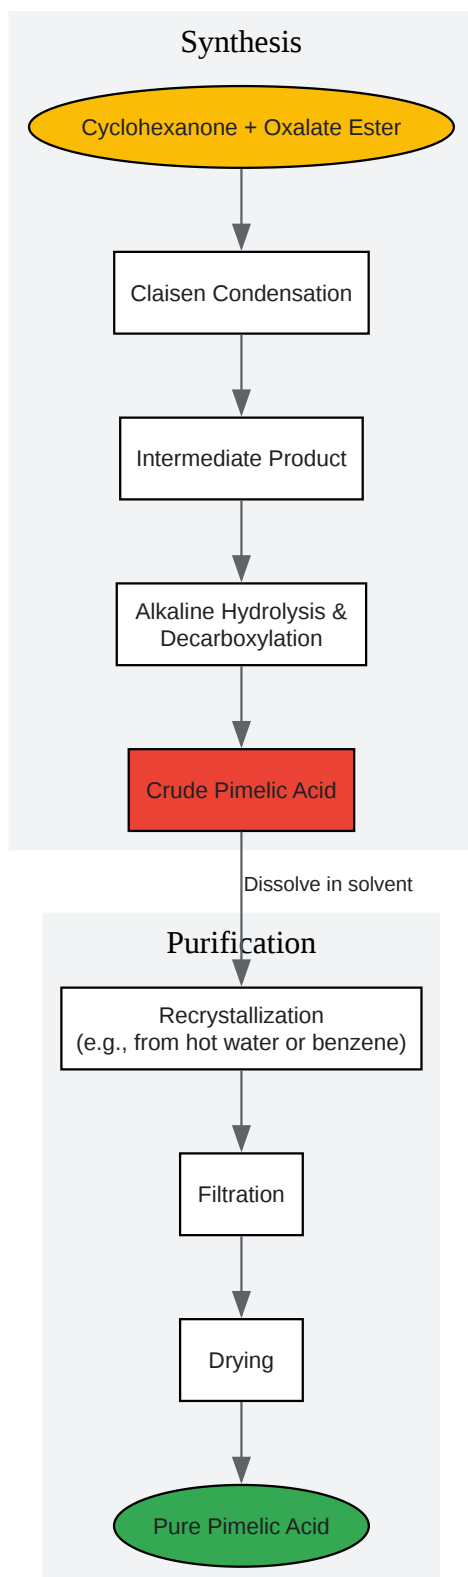 Synthesis
Cyclohexanone + Oxalate Ester
Claisen Condensation
Intermediate Product
Alkaline Hydrolysis &
Decarboxylation
Crude Pimelic Acid
Dissolve in solvent
Purification
Recrystallization
(e.g., from hot water or benzene)
Filtration
Drying
Pure Pimelic Acid